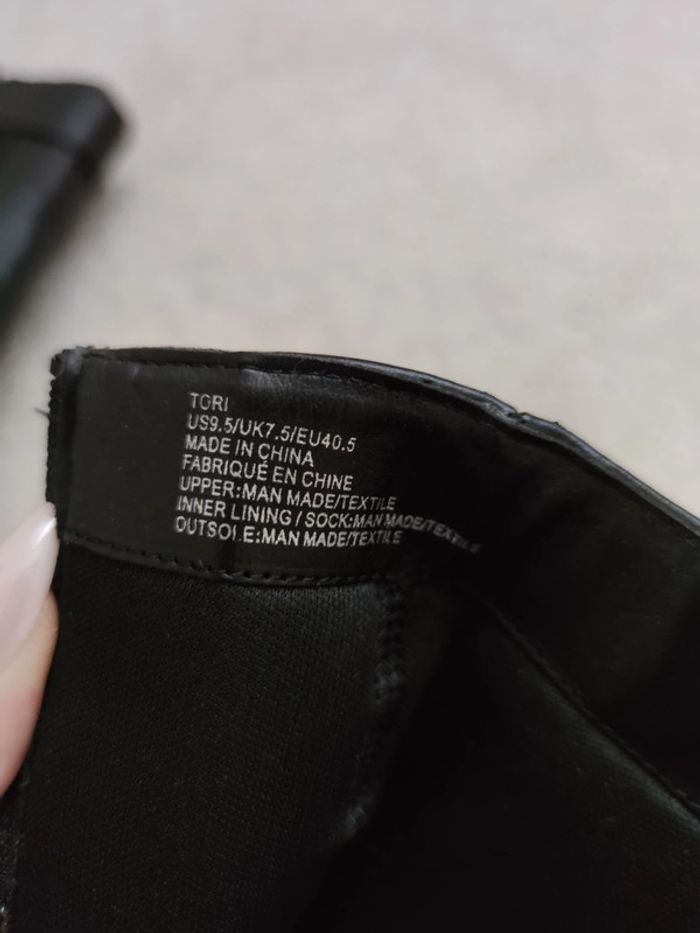 TORI
US9.5/UK7.5/EU40.5
MADE IN CHINA
FABRIQUÉ EN CHINE
UPPER:MAN MADE/TEXTILE
INNER LINING / SOCK:MAN MADE/TEXTILE
OUTSOLE:MAN MADE/TEXTILE